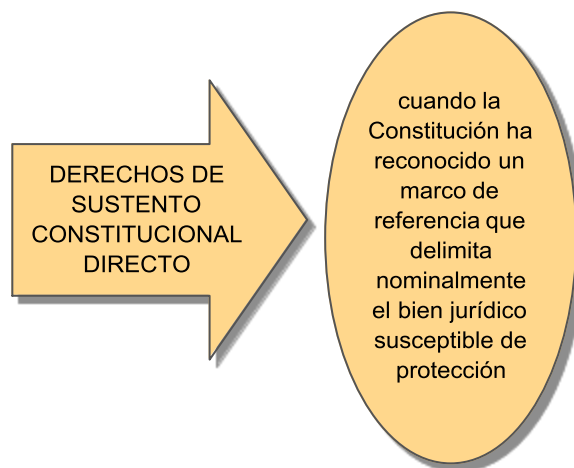 DERECHOS DE
SUSTENTO
CONSTITUCIONAL
DIRECTO
cuando la
Constitución ha
reconocido un
marco de
referencia que
delimita
nominalmente
el bien jurídico
susceptible de
protección